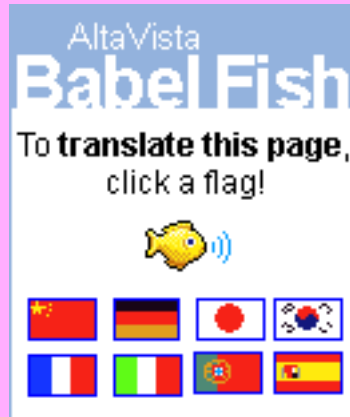 AltaVista
Babel Fish
To translate this page,
click a flag!